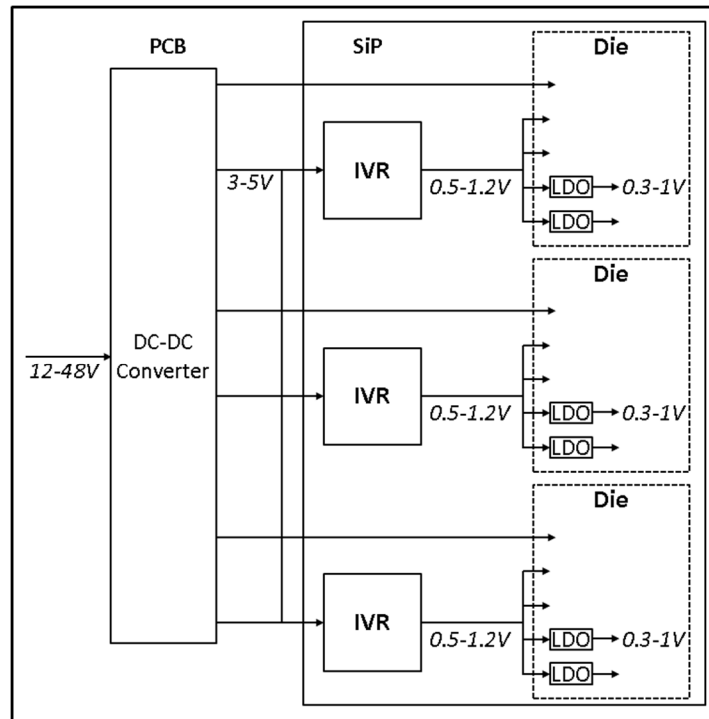 PCB
SiP
Die
IVR
3-5V
0.5-1.2V
LDO
0.3-1V
LDO
Die
12-48V
DC-DC
Converter
IVR
0.5-1.2V
LDO
0.3-1V
LDO
Die
IVR
0.5-1.2V
LDO
0.3-1V
LDO